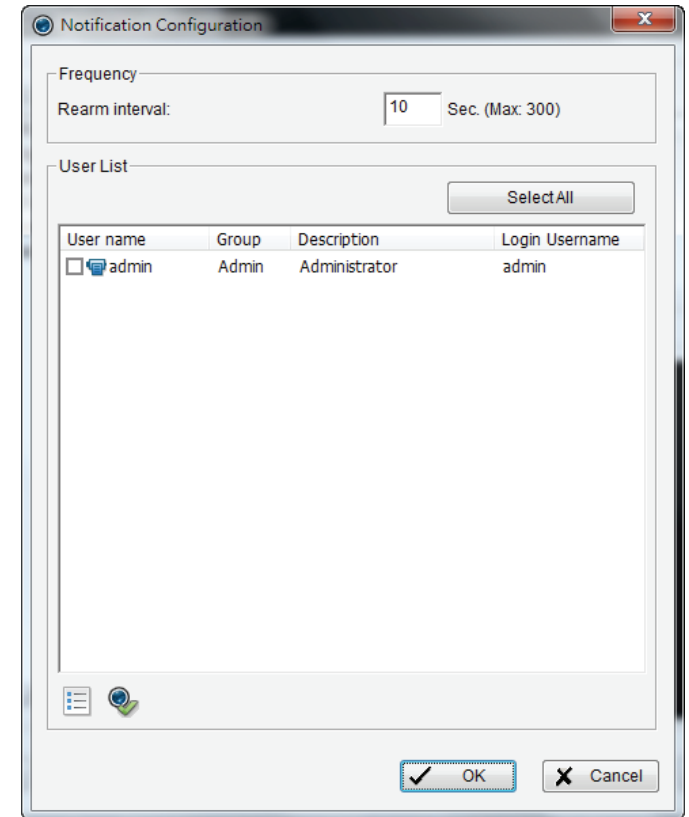 Notification Configuration
Frequency
Rearm interval: 10 Sec. (Max: 300)
User List
Select All
User name Group Description Login Username
admin Admin Administrator admin
OK Cancel